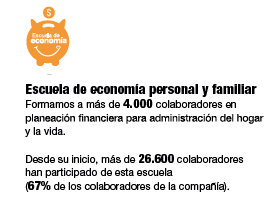 $
Escuela de
economía
Escuela de economía personal y familiar
Formamos a más de 4.000 colaboradores en
planeación financiera para administración del hogar
y la vida.
Desde su inicio, más de 26.600 colaboradores
han participado de esta escuela
(67% de los colaboradores de la compañía).